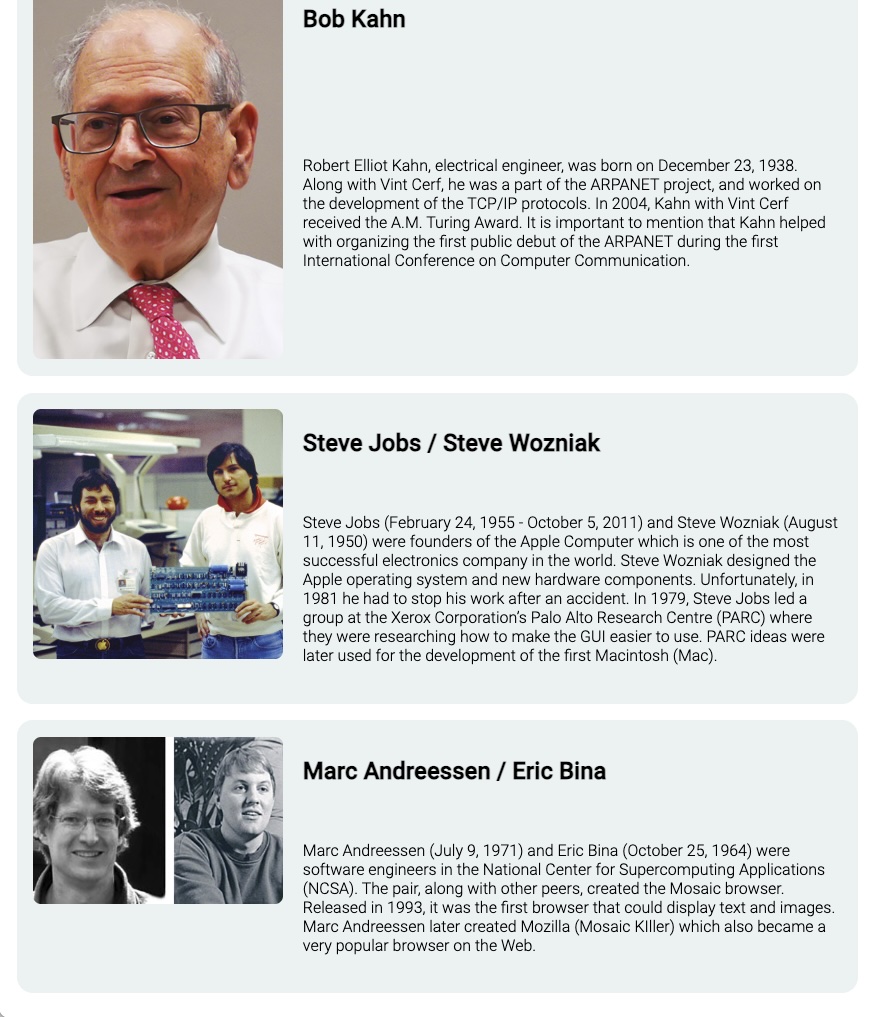 Bob Kahn
Robert Elliot Kahn, electrical engineer, was born on December 23, 1938.
Along with Vint Cerf, he was a part of the ARPANET project, and worked on
the development of the TCP/IP protocols. In 2004, Kahn with Vint Cerf
received the A.M. Turing Award. It is important to mention that Kahn helped
with organizing the first public debut of the ARPANET during the first
International Conference on Computer Communication.
Steve Jobs / Steve Wozniak
Steve Jobs (February 24, 1955 - October 5, 2011) and Steve Wozniak (August
11, 1950) were founders of the Apple Computer which is one of the most
successful electronics company in the world. Steve Wozniak designed the
Apple operating system and new hardware components. Unfortunately, in
1981 he had to stop his work after an accident. In 1979, Steve Jobs led a
group at the Xerox Corporation’s Palo Alto Research Centre (PARC) where
they were researching how to make the GUI easier to use. PARC ideas were
later used for the development of the first Macintosh (Mac).
Marc Andreessen / Eric Bina
Marc Andreessen (July 9, 1971) and Eric Bina (October 25, 1964) were
software engineers in the National Center for Supercomputing Applications
(NCSA). The pair, along with other peers, created the Mosaic browser.
Released in 1993, it was the first browser that could display text and images.
Marc Andreessen later created Mozilla (Mosaic KIller) which also became a
very popular browser on the Web.